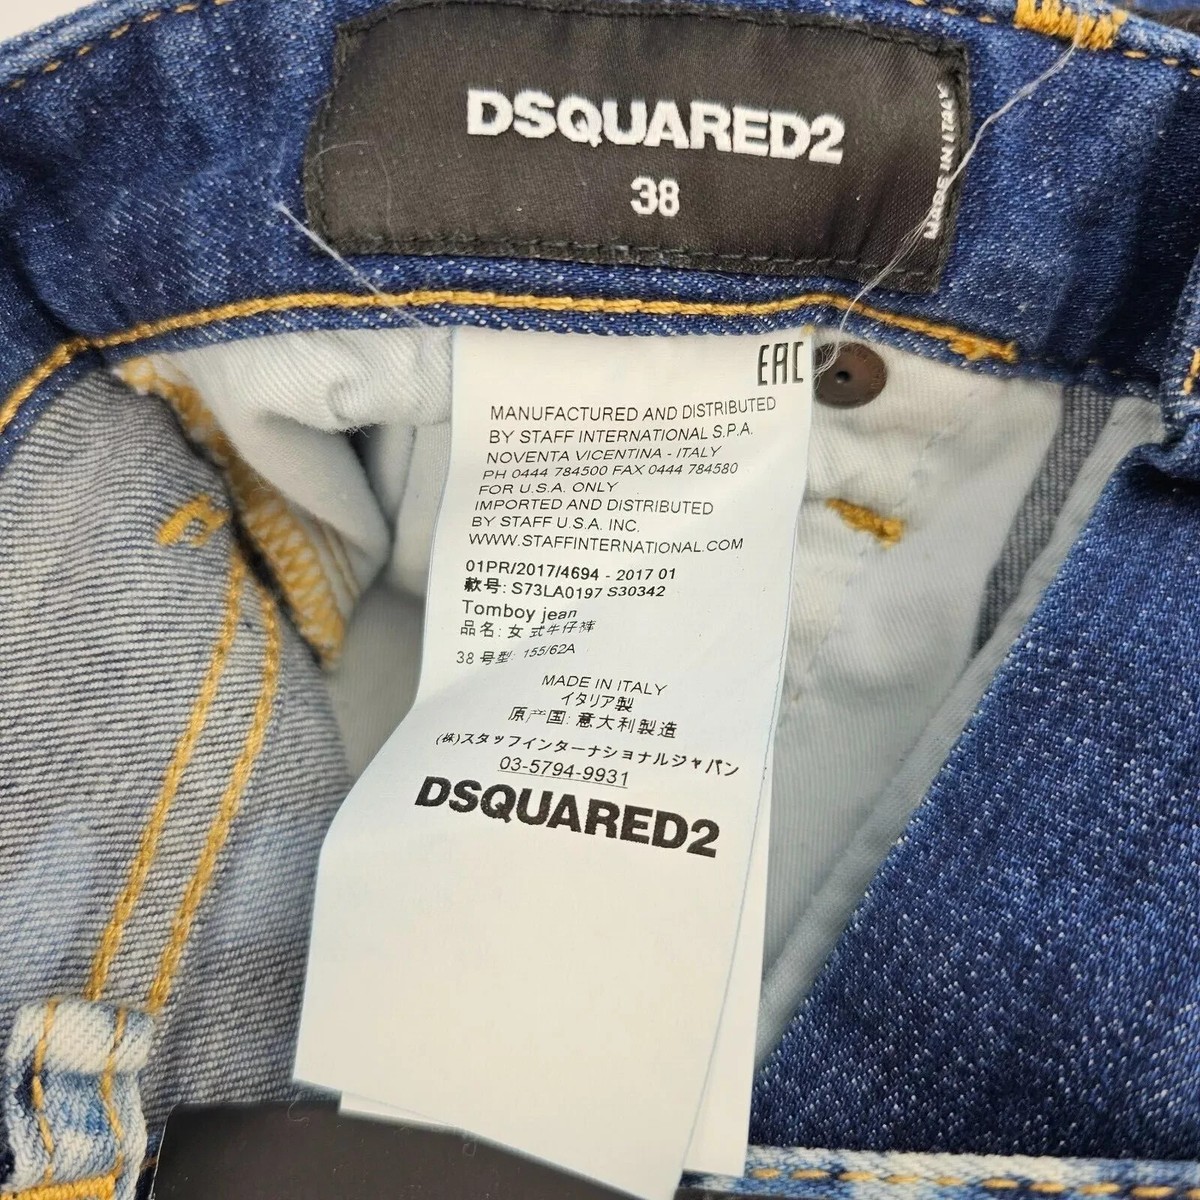 DSQUARED2
38
MADE IN ITALY
EAC
MANUFACTURED AND DISTRIBUTED
BY STAFF INTERNATIONAL S.P.A.
NOVENTA VICENTINA - ITALY
PH 0444 784500 FAX 0444 784580
FOR U.S.A. ONLY
IMPORTED AND DISTRIBUTED
BY STAFF U.S.A. INC.
WWW.STAFFINTERNATIONAL.COM
01PR/2017/4694 - 2017 01
款号: S73LA0197 S30342
Tomboy jean
品名: 女式牛仔裤
38 号型: 155/62A
MADE IN ITALY
イタリア製
原产国: 意大利製造
(株)スタッフインターナショナルジャパン
03-5794-9931
DSQUARED2